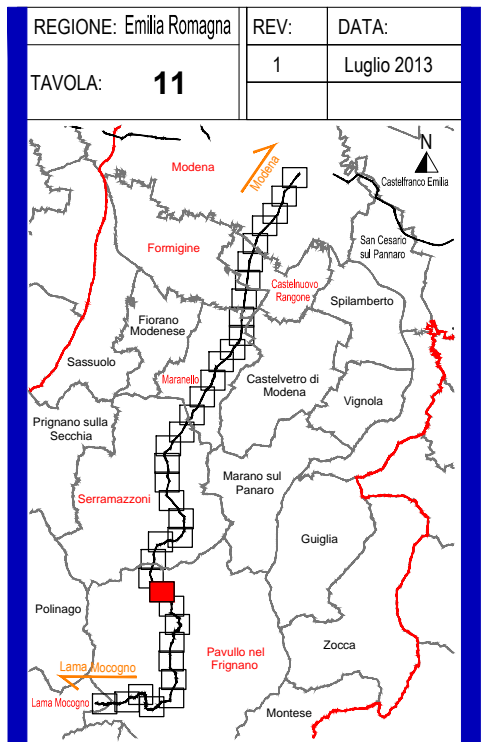 REGIONE: Emilia Romagna
REV:
DATA:
TAVOLA: 11
1
Luglio 2013
N
Modena
Modena
Castelfranco Emilia
San Cesario
sul Pannaro
Formigine
Castelnuovo
Rangone
Spilamberto
Fiorano
Modenese
Sassuolo
Maranello
Castelvetro di
Modena
Vignola
Prignano sulla
Secchia
Marano sul
Panaro
Serramazzoni
Guiglia
Polinago
Zocca
Pavullo nel
Frignano
Lama Mocogno
Lama Mocogno
Montese